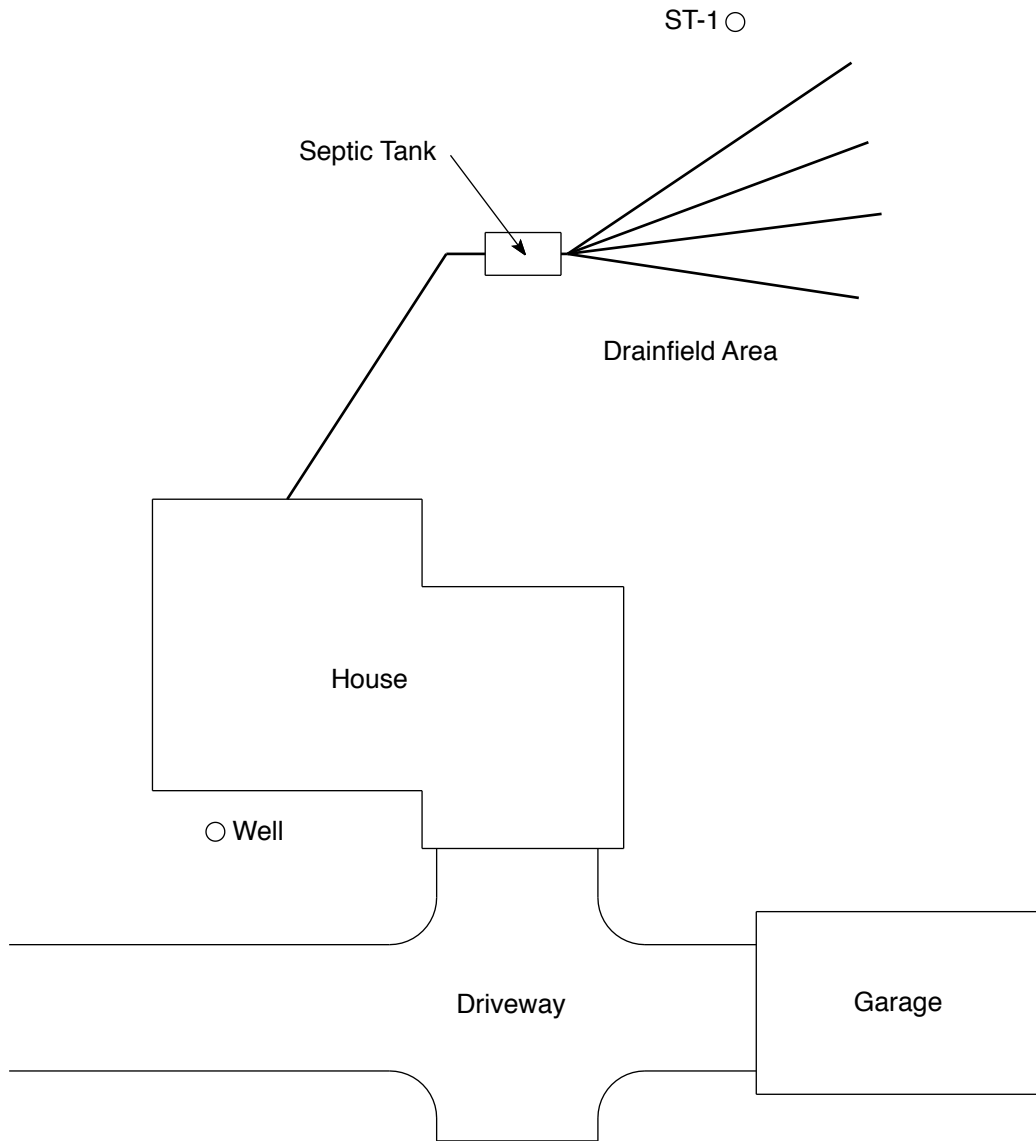 ST-1
Septic Tank
Drainfield Area
House
Well
Driveway
Garage